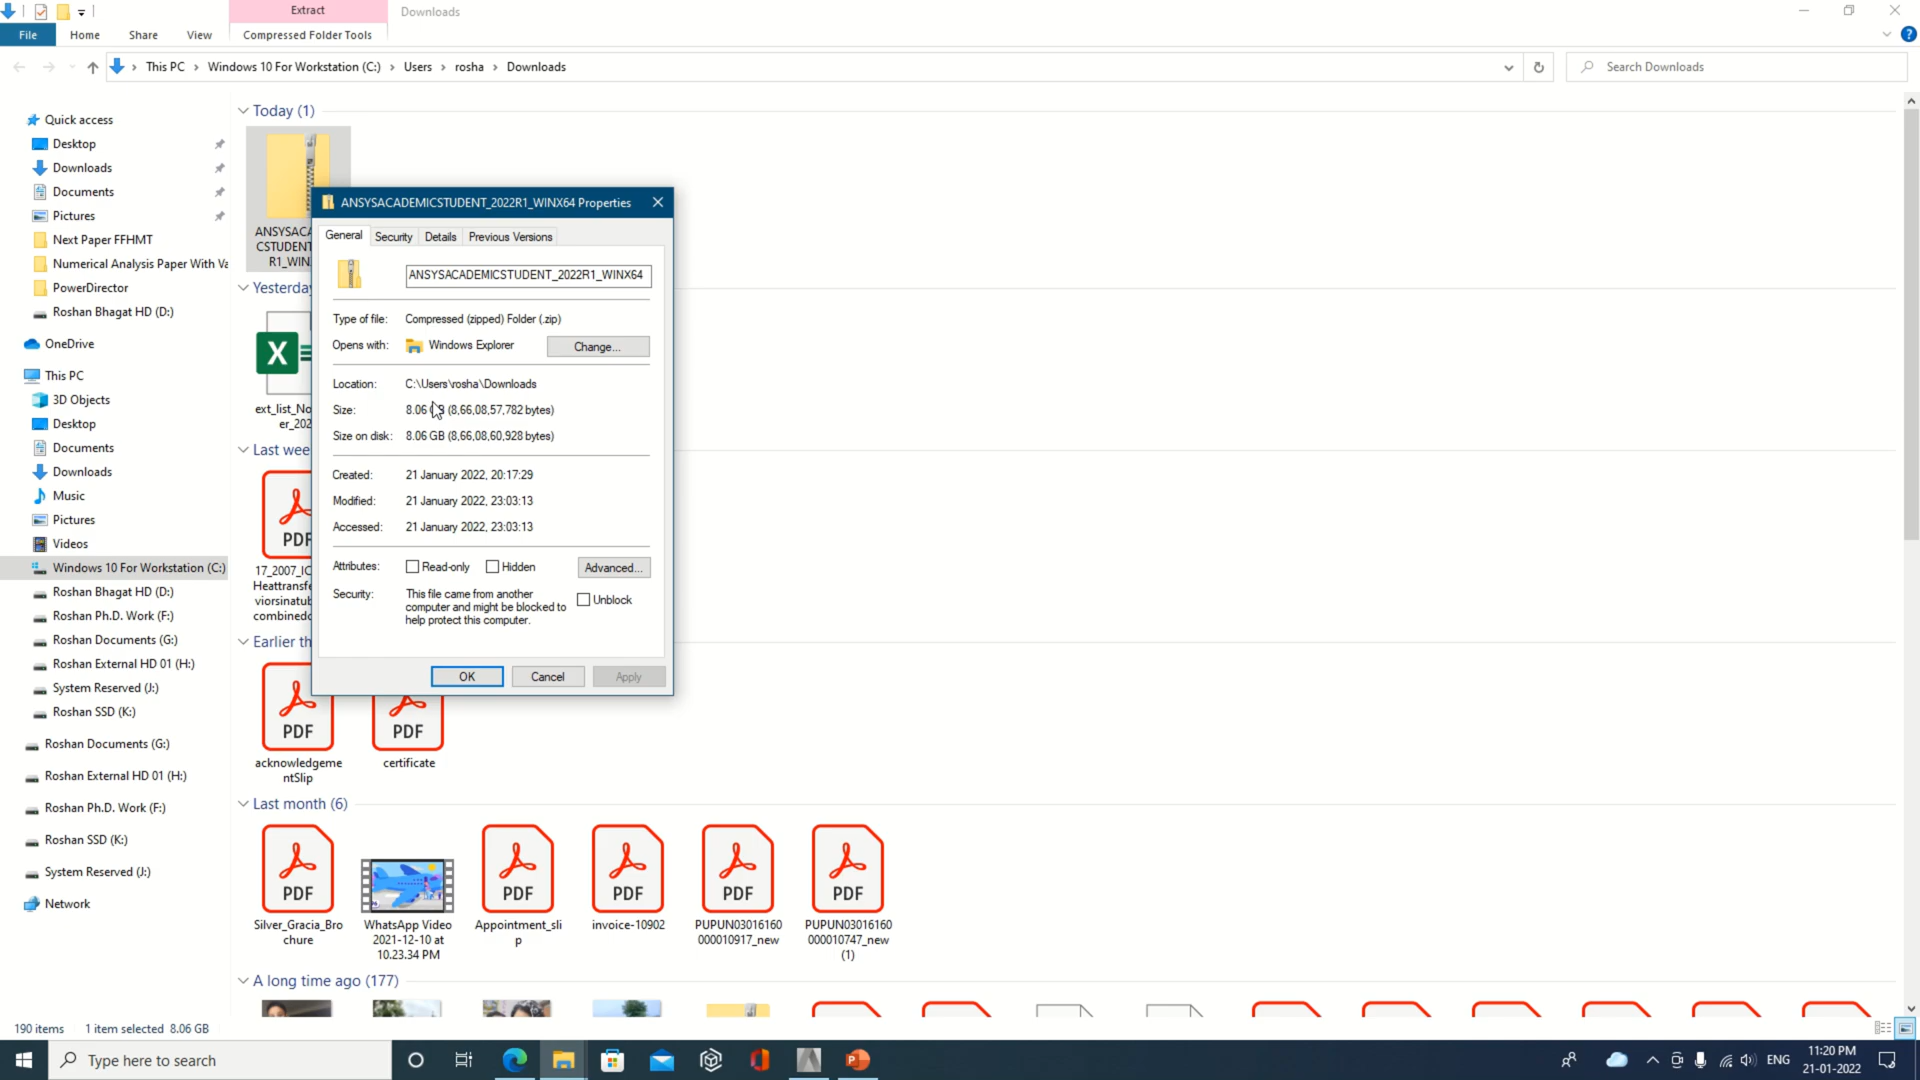 Extract
Downloads
File
Home
Share
View
Compressed Folder Tools
This PC
Windows 10 For Workstation (C:)
Users
rosha
Downloads
Search Downloads
Quick access
Desktop
Downloads
Documents
Pictures
Next Paper FFHMT
Numerical Analysis Paper With Va
PowerDirector
Roshan Bhagat HD (D:)
OneDrive
This PC
3D Objects
Desktop
Documents
Downloads
Music
Pictures
Videos
Windows 10 For Workstation (C:)
Roshan Bhagat HD (D:)
Roshan Ph.D. Work (F:)
Roshan Documents (G:)
Roshan External HD 01 (H:)
System Reserved (J:)
Roshan SSD (K:)
Roshan Documents (G:)
Roshan External HD 01 (H:)
Roshan Ph.D. Work (F:)
Roshan SSD (K:)
System Reserved (J:)
Network
Today (1)
ANSYSAC
CSTUDENT
R1_WIN
Yesterday
X
ext_list_No
er_202
Last wee
PDF
17_2007_IC
Heattransfe
viorsinatub
combinedc
Earlier th
PDF
PDF
acknowledgeme
ntSlip
certificate
Last month (6)
PDF
PDF
PDF
PDF
PDF
Silver_Gracia_Bro
chure
WhatsApp Video
2021-12-10 at
10.23.34 PM
Appointment_sli
p
invoice-10902
PUPUN03016160
000010917_new
PUPUN03016160
000010747_new
(1)
A long time ago (177)
ANSYSACADEMICSTUDENT_2022R1_WINX64 Properties
General
Security
Details
Previous Versions
ANSYSACADEMICSTUDENT_2022R1_WINX64
Type of file: Compressed (zipped) Folder (.zip)
Opens with: Windows Explorer
Change...
Location: C:\Users\rosha\Downloads
Size: 8.06 GB (8,66,08,57,782 bytes)
Size on disk: 8.06 GB (8,66,08,60,928 bytes)
Created: 21 January 2022, 20:17:29
Modified: 21 January 2022, 23:03:13
Accessed: 21 January 2022, 23:03:13
Attributes: Read-only Hidden
Advanced...
Security: This file came from another
computer and might be blocked to
help protect this computer.
Unblock
OK
Cancel
Apply
190 items
1 item selected 8.06 GB
Type here to search
ENG
11:20 PM
21-01-2022